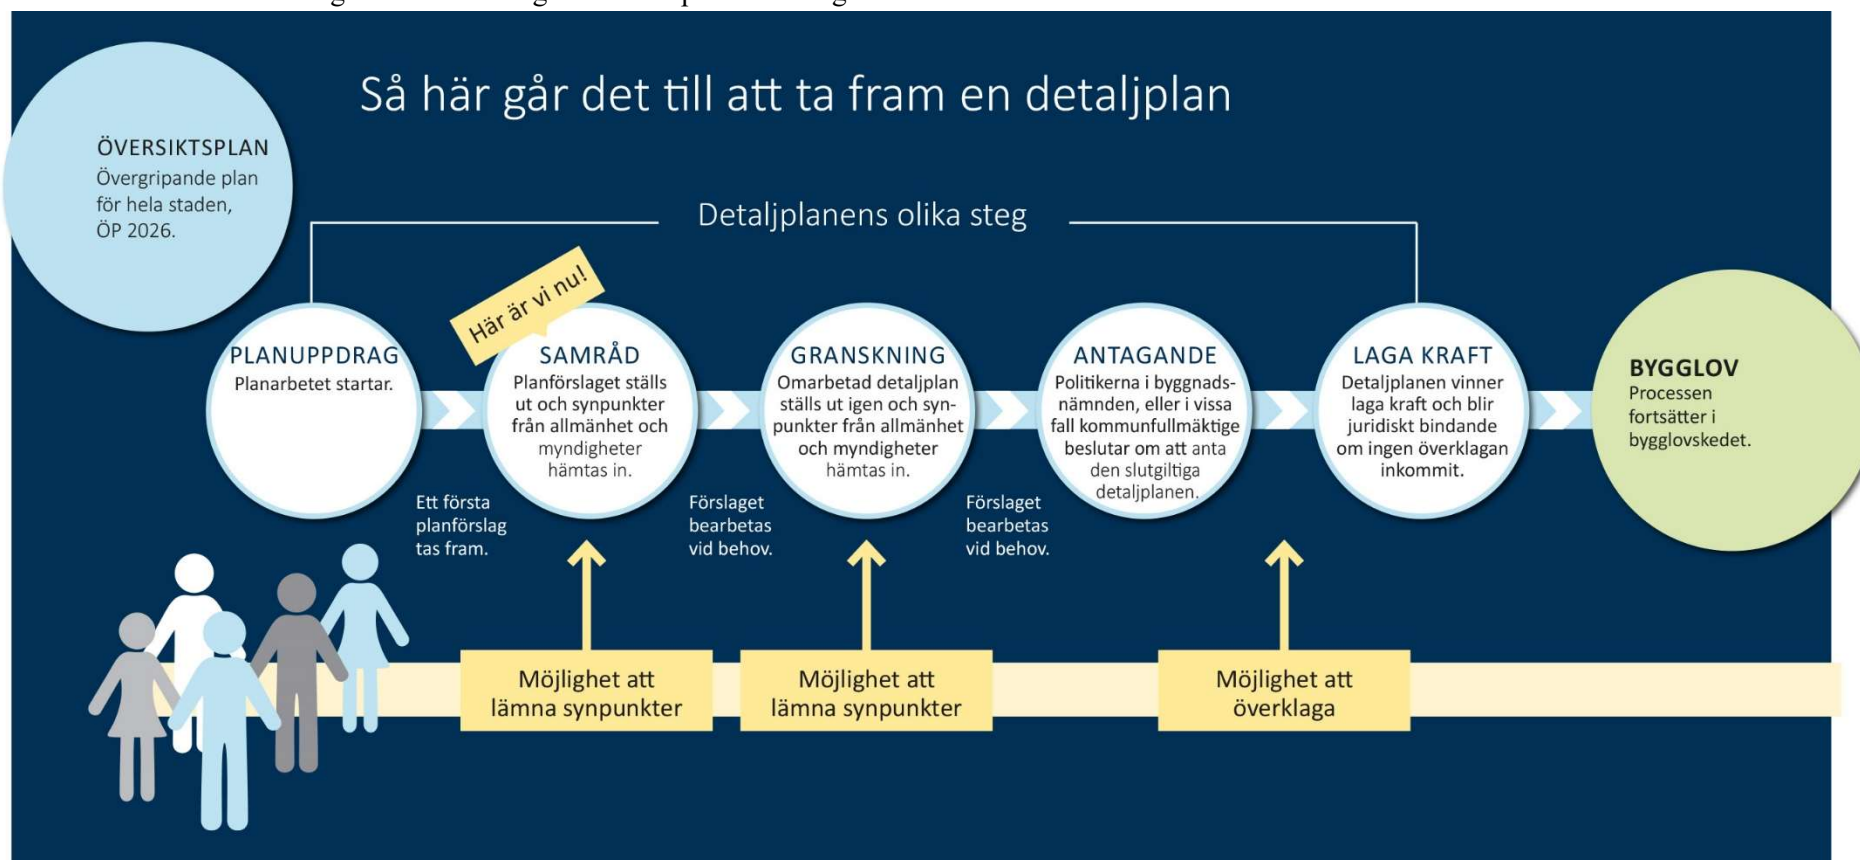 Så här går det till att ta fram en detaljplan
ÖVERSIKTSPLAN
Övergripande plan
för hela staden,
ÖP 2026.
Detaljplanens olika steg
Här är vi nu!
PLANUPPDRAG
Planarbetet startar.
Ett första
planförslag
tas fram.
SAMRÅD
Planförslaget ställs
ut och synpunkter
från allmänhet och
myndigheter
hämtas in.
Förslaget
bearbetas
vid behov.
GRANSKNING
Omarbetad detaljplan
ställs ut igen och syn-
punkter från allmänhet
och myndigheter
hämtas in.
Förslaget
bearbetas
vid behov.
ANTAGANDE
Politikerna i byggnads-
nämnden, eller i vissa
fall kommunfullmäktige
beslutar om att anta
den slutgiltiga
detaljplanen.
LAGA KRAFT
Detaljplanen vinner
laga kraft och blir
juridiskt bindande
om ingen överklagan
inkommit.
BYGGLOV
Processen
fortsätter i
bygglovskedet.
Möjlighet att
lämna synpunkter
Möjlighet att
lämna synpunkter
Möjlighet att
överklaga